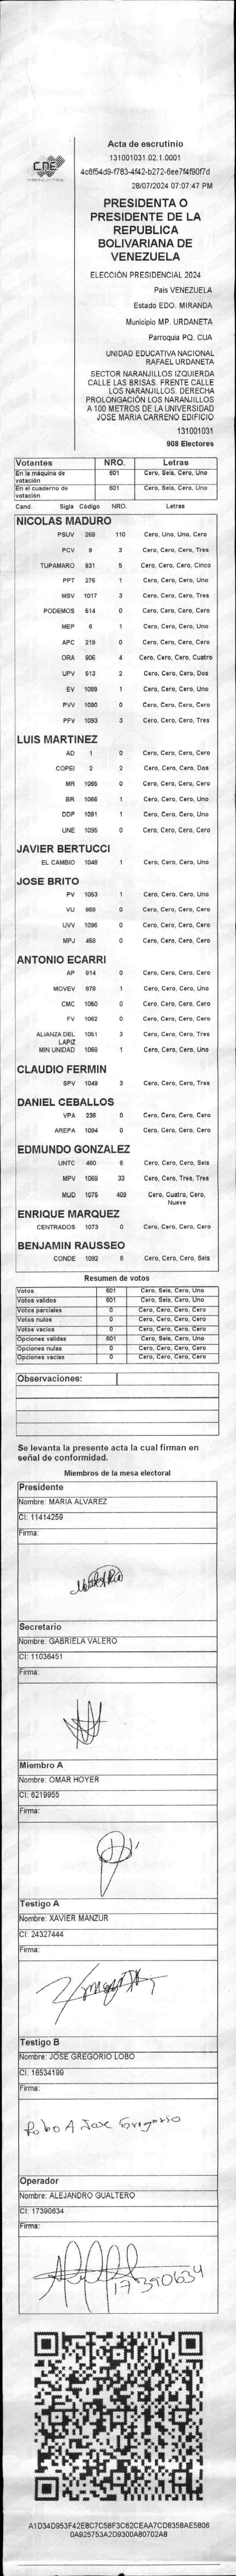 CNE
Acta de escrutinio
131001031.02.1.0001
4c6f54d9-f783-4f42-b272-6ee7f4f90f7d
28/07/2024 07:07:47 PM
PRESIDENTA O
PRESIDENTE DE LA
REPUBLICA
BOLIVARIANA DE
VENEZUELA
ELECCIÓN PRESIDENCIAL 2024
Pais VENEZUELA
Estado EDO. MIRANDA
Municipio MP. URDANETA
Parroquia PQ. CUA
UNIDAD EDUCATIVA NACIONAL
RAFAEL URDANETA
SECTOR NARANJILLOS IZQUIERDA
CALLE LAS BRISAS. FRENTE CALLE
LOS NARANJILLOS. DERECHA
PROLONGACIÓN LOS NARANJILLOS
A 100 METROS DE LA UNIVERSIDAD
JOSE MARIA CARRENO EDIFICIO
131001031
908 Electores
Votantes NRO. Letras
En la máquina de votación 601 Cero, Seis, Cero, Uno
En el cuaderno de votación 601 Cero, Seis, Cero, Uno
Cand. Sigla Código NRO. Letras
NICOLAS MADURO
PSUV 269 110 Cero, Uno, Uno, Cero
PCV 9 3 Cero, Cero, Cero, Tres
TUPAMARO 931 5 Cero, Cero, Cero, Cinco
PPT 276 1 Cero, Cero, Cero, Uno
MSV 1017 3 Cero, Cero, Cero, Tres
PODEMOS 514 0 Cero, Cero, Cero, Cero
MEP 6 1 Cero, Cero, Cero, Uno
APC 219 0 Cero, Cero, Cero, Cero
ORA 906 4 Cero, Cero, Cero, Cuatro
UPV 613 2 Cero, Cero, Cero, Dos
EV 1089 1 Cero, Cero, Cero, Uno
PVV 1090 0 Cero, Cero, Cero, Cero
PFV 1093 3 Cero, Cero, Cero, Tres
LUIS MARTINEZ
AD 1 0 Cero, Cero, Cero, Cero
COPEI 2 2 Cero, Cero, Cero, Dos
MR 1065 0 Cero, Cero, Cero, Cero
BR 1066 1 Cero, Cero, Cero, Uno
DDP 1091 1 Cero, Cero, Cero, Uno
UNE 1095 0 Cero, Cero, Cero, Cero
JAVIER BERTUCCI
EL CAMBIO 1048 1 Cero, Cero, Cero, Uno
JOSE BRITO
PV 1053 1 Cero, Cero, Cero, Uno
VU 868 0 Cero, Cero, Cero, Cero
UVV 1096 0 Cero, Cero, Cero, Cero
MPJ 459 0 Cero, Cero, Cero, Cero
ANTONIO ECARRI
AP 814 0 Cero, Cero, Cero, Cero
MOVEV 878 1 Cero, Cero, Cero, Uno
CMC 1050 0 Cero, Cero, Cero, Cero
FV 1062 0 Cero, Cero, Cero, Cero
ALIANZA DEL LAPIZ 1051 3 Cero, Cero, Cero, Tres
MIN UNIDAD 1068 1 Cero, Cero, Cero, Uno
CLAUDIO FERMIN
SPV 1049 3 Cero, Cero, Cero, Tres
DANIEL CEBALLOS
VPA 236 0 Cero, Cero, Cero, Cero
AREPA 1094 0 Cero, Cero, Cero, Cero
EDMUNDO GONZALEZ
UNTC 460 6 Cero, Cero, Cero, Seis
MPV 1069 33 Cero, Cero, Tres, Tres
MUD 1075 409 Cero, Cuatro, Cero, Nueve
ENRIQUE MARQUEZ
CENTRADOS 1073 0 Cero, Cero, Cero, Cero
BENJAMIN RAUSSEO
CONDE 1092 6 Cero, Cero, Cero, Seis
Resumen de votos
Votos 601 Cero, Seis, Cero, Uno
Votos validos 601 Cero, Seis, Cero, Uno
Votos parciales 0 Cero, Cero, Cero, Cero
Votos nulos 0 Cero, Cero, Cero, Cero
Votos vacios 0 Cero, Cero, Cero, Cero
Opciones validas 601 Cero, Seis, Cero, Uno
Opciones nulas 0 Cero, Cero, Cero, Cero
Opciones vacias 0 Cero, Cero, Cero, Cero
Observaciones:
Se levanta la presente acta la cual firman en
señal de conformidad.
Miembros de la mesa electoral
Presidente
Nombre: MARIA ALVAREZ
CI: 11414259
Firma:
Secretario
Nombre: GABRIELA VALERO
CI: 11036451
Firma:
Miembro A
Nombre: OMAR HOYER
CI: 6219955
Firma:
Testigo A
Nombre: XAVIER MANZUR
CI: 24327444
Firma:
Testigo B
Nombre: JOSE GREGORIO LOBO
CI: 16534199
Firma:
Lobo A Jose Gregorio
Operador
Nombre: ALEJANDRO GUALTERO
CI: 17390634
Firma:
17390634
A1D34D953F42E8C7C58F3C62CEAA7CD8358AE5806
0A925753A2D9300A80702A8